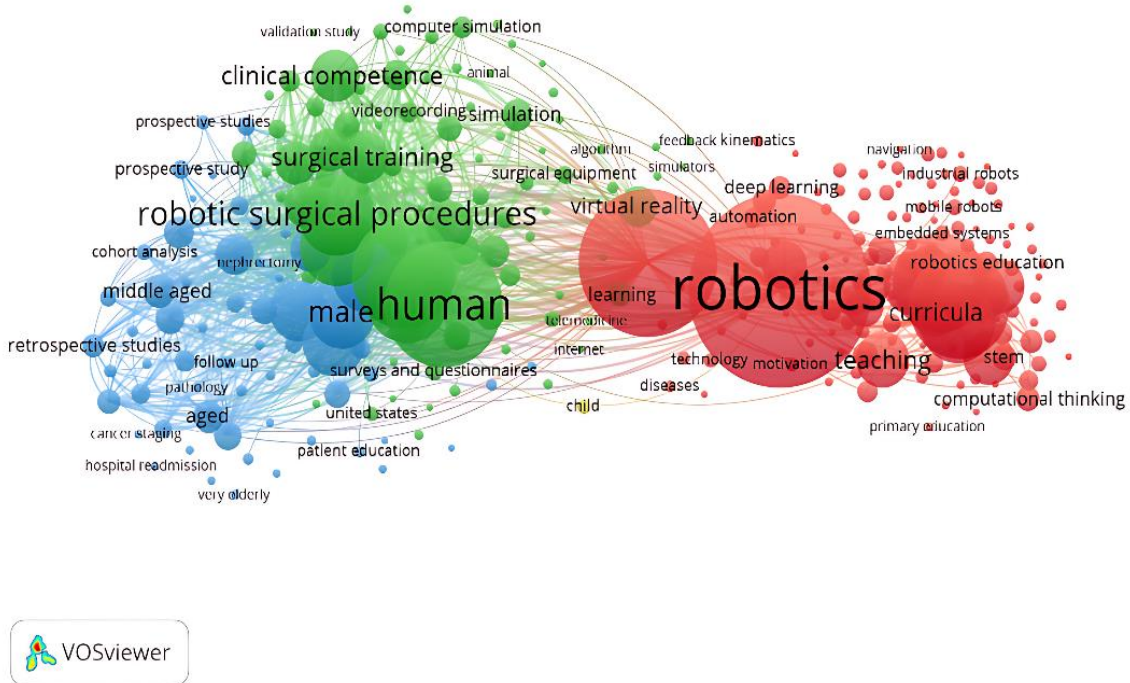 computer simulation
validation study
clinical competence
animal
videorecording
simulation
prospective studies
feedback kinematics
algorithm
navigation
surgical training
prospective study
simulators
surgical equipment
industrial robots
deep learning
robotic surgical procedures
virtual reality
automation
mobile robots
embedded systems
cohort analysis
nephrectomy
robotics education
middle aged
learning
robotics
male
human
curricula
telemedicine
retrospective studies
internet
follow up
technology
motivation
teaching
stem
surveys and questionnaires
pathology
diseases
computational thinking
aged
united states
child
primary education
cancer staging
patient education
hospital readmission
very elderly
VOSviewer